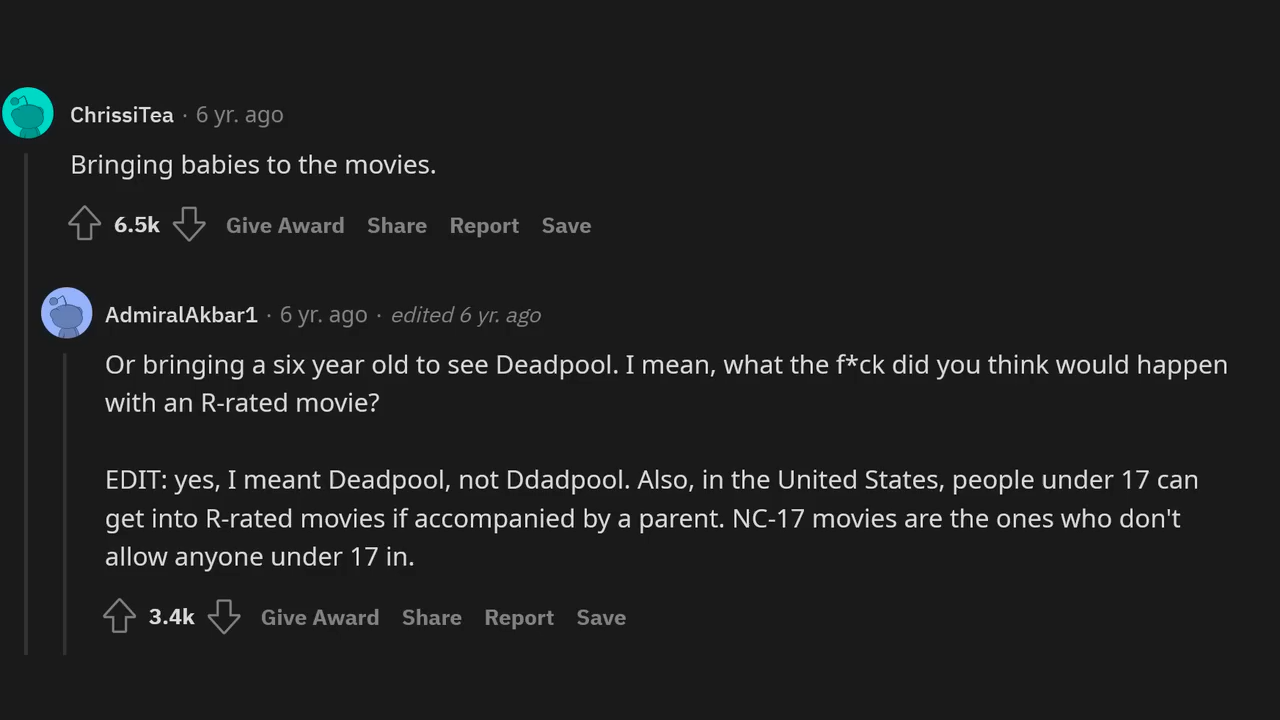 ChrissiTea · 6 yr. ago
Bringing babies to the movies.
6.5k Give Award Share Report Save
AdmiralAkbar1 · 6 yr. ago · edited 6 yr. ago
Or bringing a six year old to see Deadpool. I mean, what the f*ck did you think would happen
with an R-rated movie?
EDIT: yes, I meant Deadpool, not Ddadpool. Also, in the United States, people under 17 can
get into R-rated movies if accompanied by a parent. NC-17 movies are the ones who don't
allow anyone under 17 in.
3.4k Give Award Share Report Save